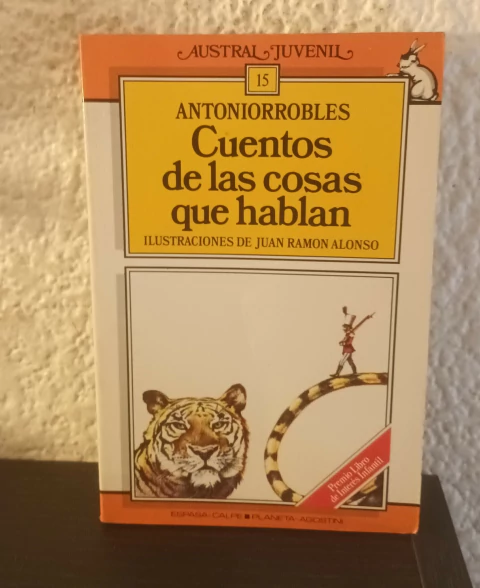 AUSTRAL JUVENIL
15
ANTONIORROBLES
Cuentos
de las cosas
que hablan
ILUSTRACIONES DE JUAN RAMON ALONSO
Premio Libro
de Interés Infantil
ESPASA-CALPE ■ PLANETA-AGOSTINI